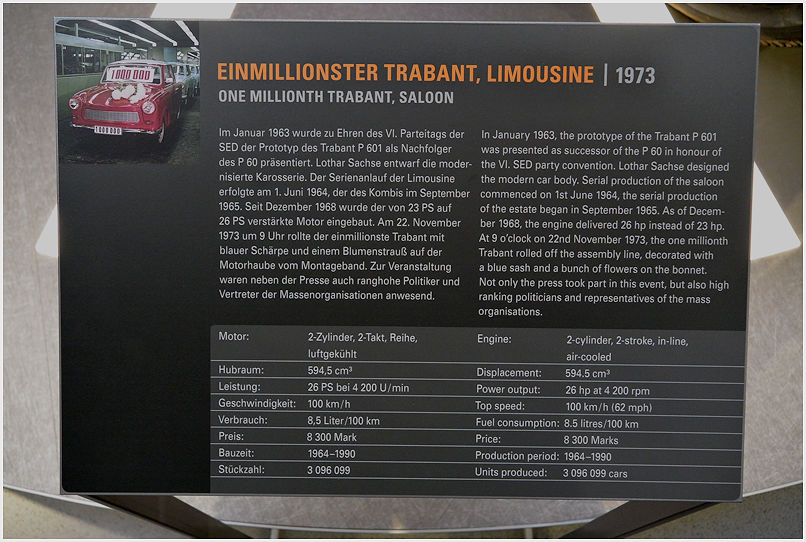 1 000 000
1 000 000
EINMILLIONSTER TRABANT, LIMOUSINE | 1973
ONE MILLIONTH TRABANT, SALOON
Im Januar 1963 wurde zu Ehren des VI. Parteitags der
SED der Prototyp des Trabant P 601 als Nachfolger
des P 60 präsentiert. Lothar Sachse entwarf die moder-
nisierte Karosserie. Der Serienanlauf der Limousine
erfolgte am 1. Juni 1964, der des Kombis im September
1965. Seit Dezember 1968 wurde der von 23 PS auf
26 PS verstärkte Motor eingebaut. Am 22. November
1973 um 9 Uhr rollte der einmillionste Trabant mit
blauer Schärpe und einem Blumenstrauß auf der
Motorhaube vom Montageband. Zur Veranstaltung
waren neben der Presse auch ranghohe Politiker und
Vertreter der Massenorganisationen anwesend.
In January 1963, the prototype of the Trabant P 601
was presented as successor of the P 60 in honour of
the VI. SED party convention. Lothar Sachse designed
the modern car body. Serial production of the saloon
commenced on 1st June 1964, the serial production
of the estate began in September 1965. As of Decem-
ber 1968, the engine delivered 26 hp instead of 23 hp.
At 9 o'clock on 22nd November 1973, the one millionth
Trabant rolled off the assembly line, decorated with
a blue sash and a bunch of flowers on the bonnet.
Not only the press took part in this event, but also high
ranking politicians and representatives of the mass
organisations.
Motor: 2-Zylinder, 2-Takt, Reihe,
luftgekühlt
Hubraum: 594,5 cm³
Leistung: 26 PS bei 4 200 U/min
Geschwindigkeit: 100 km/h
Verbrauch: 8,5 Liter/100 km
Preis: 8 300 Mark
Bauzeit: 1964–1990
Stückzahl: 3 096 099
Engine: 2-cylinder, 2-stroke, in-line,
air-cooled
Displacement: 594.5 cm³
Power output: 26 hp at 4 200 rpm
Top speed: 100 km/h (62 mph)
Fuel consumption: 8.5 litres/100 km
Price: 8 300 Marks
Production period: 1964–1990
Units produced: 3 096 099 cars